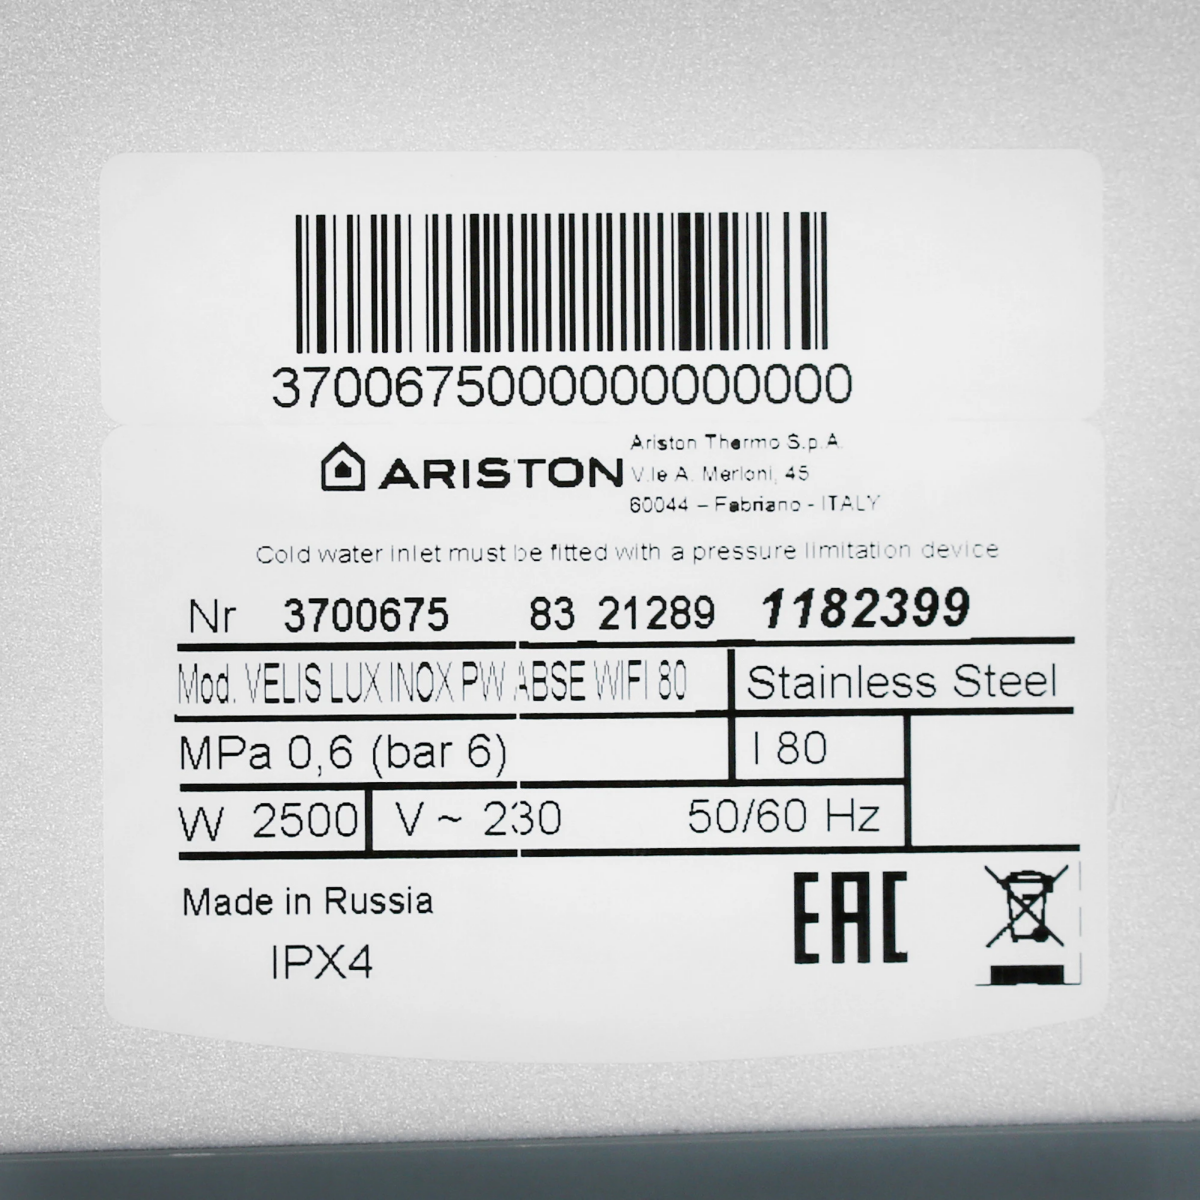 3700675000000000000
ARISTON
Ariston Thermo S.p.A.
V.le A. Merloni, 45
60044 – Fabriano - ITALY
Cold water inlet must be fitted with a pressure limitation device
Nr 3700675 83 21289 1182399
Mod. VELIS LUX INOX PW ABSE WIFI 80 Stainless Steel
MPa 0,6 (bar 6) l 80
W 2500 V ~ 230 50/60 Hz
Made in Russia
IPX4
EAC